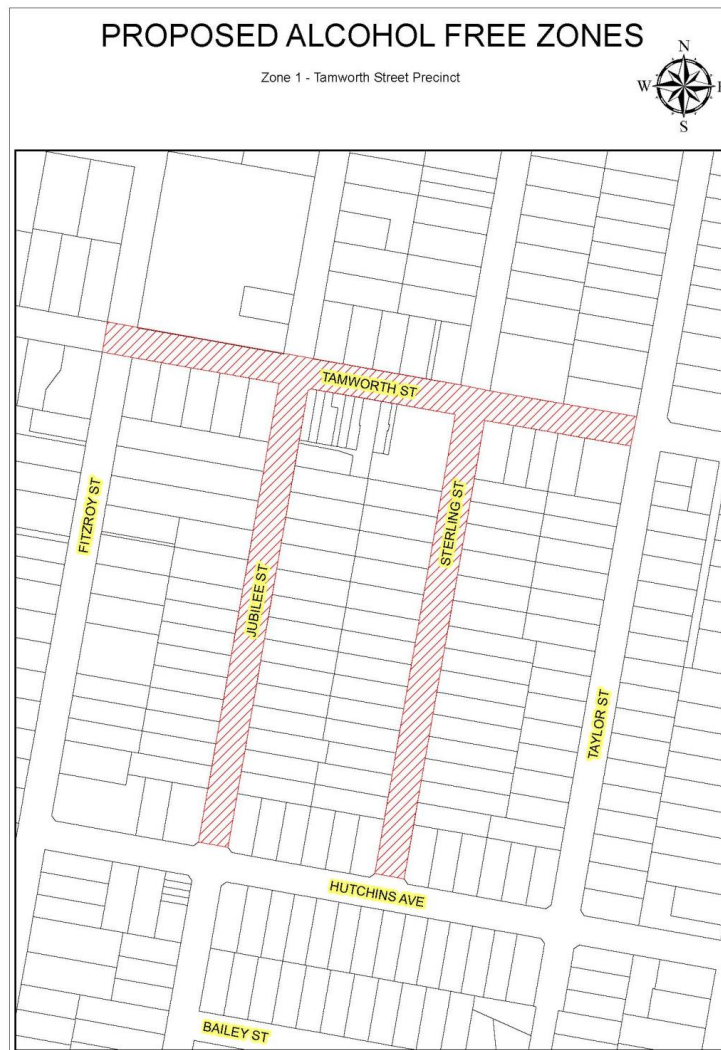 PROPOSED ALCOHOL FREE ZONES
Zone 1 - Tamworth Street Precinct
N
W
E
S
TAMWORTH ST
FITZROY ST
JUBILEE ST
STERLING ST
TAYLOR ST
HUTCHINS AVE
BAILEY ST